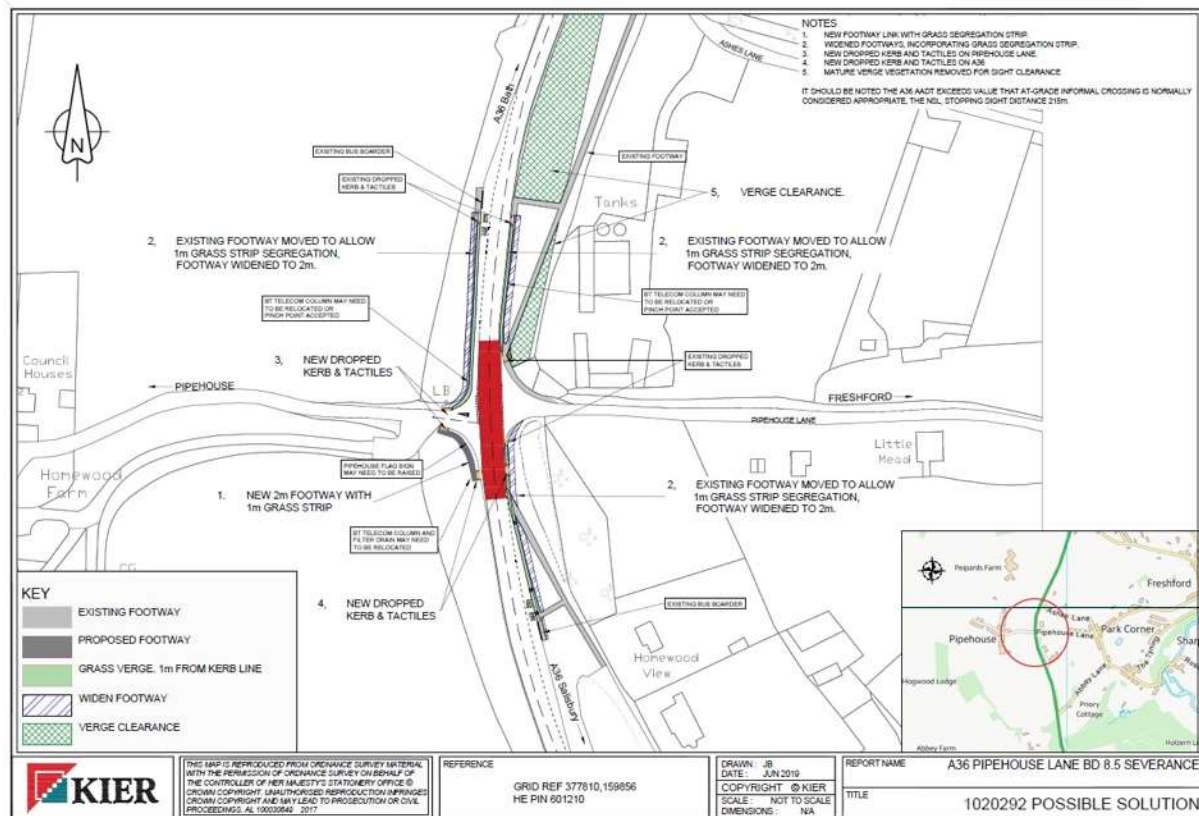 NOTES
1. NEW FOOTWAY LINK WITH GRASS SEGREGATION STRIP.
2. WIDENED FOOTWAYS, INCORPORATING GRASS SEGREGATION STRIP.
3. NEW DROPPED KERB AND TACTILES ON PIPEHOUSE LANE.
4. NEW DROPPED KERB AND TACTILES ON A36
5. MATURE VERGE VEGETATION REMOVED FOR SIGHT CLEARANCE
IT SHOULD BE NOTED THE A36 AADT EXCEEDS VALUE THAT AT-GRADE INFORMAL CROSSING IS NORMALLY
CONSIDERED APPROPRIATE, THE NSL, STOPPING SIGHT DISTANCE 215m.
ASHES LANE
A36 Bath
N
EXISTING BUS BOARDER
EXISTING FOOTWAY
EXISTING DROPPED
KERB & TACTILES
5, VERGE CLEARANCE.
Tanks
2, EXISTING FOOTWAY MOVED TO ALLOW
1m GRASS STRIP SEGREGATION,
FOOTWAY WIDENED TO 2m.
2, EXISTING FOOTWAY MOVED TO ALLOW
1m GRASS STRIP SEGREGATION,
FOOTWAY WIDENED TO 2m.
BT TELECOM COLUMN MAY NEED
TO BE RELOCATED OR
PINCH POINT ACCEPTED
BT TELECOM COLUMN MAY NEED
TO BE RELOCATED OR
PINCH POINT ACCEPTED
3, NEW DROPPED
KERB & TACTILES
EXISTING DROPPED
KERB & TACTILES
Council
Houses
LB
PIPEHOUSE
FRESHFORD
PIPEHOUSE LANE
Little
Mead
Homewood
Farm
PIPEHOUSE FLAG SIGN
MAY NEED TO BE RAISED
1. NEW 2m FOOTWAY WITH
1m GRASS STRIP
2, EXISTING FOOTWAY MOVED TO ALLOW
1m GRASS STRIP SEGREGATION,
FOOTWAY WIDENED TO 2m.
BT TELECOM COLUMN AND
FILTER DRAIN MAY NEED
TO BE RELOCATED
4, NEW DROPPED
KERB & TACTILES
EXISTING BUS BOARDER
Homewood
View
A36 Salisbury
KEY
EXISTING FOOTWAY
PROPOSED FOOTWAY
GRASS VERGE, 1m FROM KERB LINE
WIDEN FOOTWAY
VERGE CLEARANCE
Peipards Farm
Freshford
Ashes Lane
Pipehouse
Pipehouse Lane
Park Corner
Abbey Lane
The Tyning
Hogwood Lodge
Priory
Cottage
Abbey Farm
KIER
THIS MAP IS REPRODUCED FROM ORDNANCE SURVEY MATERIAL
WITH THE PERMISSION OF ORDNANCE SURVEY ON BEHALF OF
THE CONTROLLER OF HER MAJESTY'S STATIONERY OFFICE ©
CROWN COPYRIGHT. UNAUTHORISED REPRODUCTION INFRINGES
CROWN COPYRIGHT AND MAY LEAD TO PROSECUTION OR CIVIL
PROCEEDINGS. AL 100030649 2017
REFERENCE
GRID REF 377810,159856
HE PIN 601210
DRAWN : JB
DATE : JUN 2019
COPYRIGHT © KIER
SCALE : NOT TO SCALE
DIMENSIONS : N/A
REPORT NAME A36 PIPEHOUSE LANE BD 8.5 SEVERANCE
TITLE 1020292 POSSIBLE SOLUTION